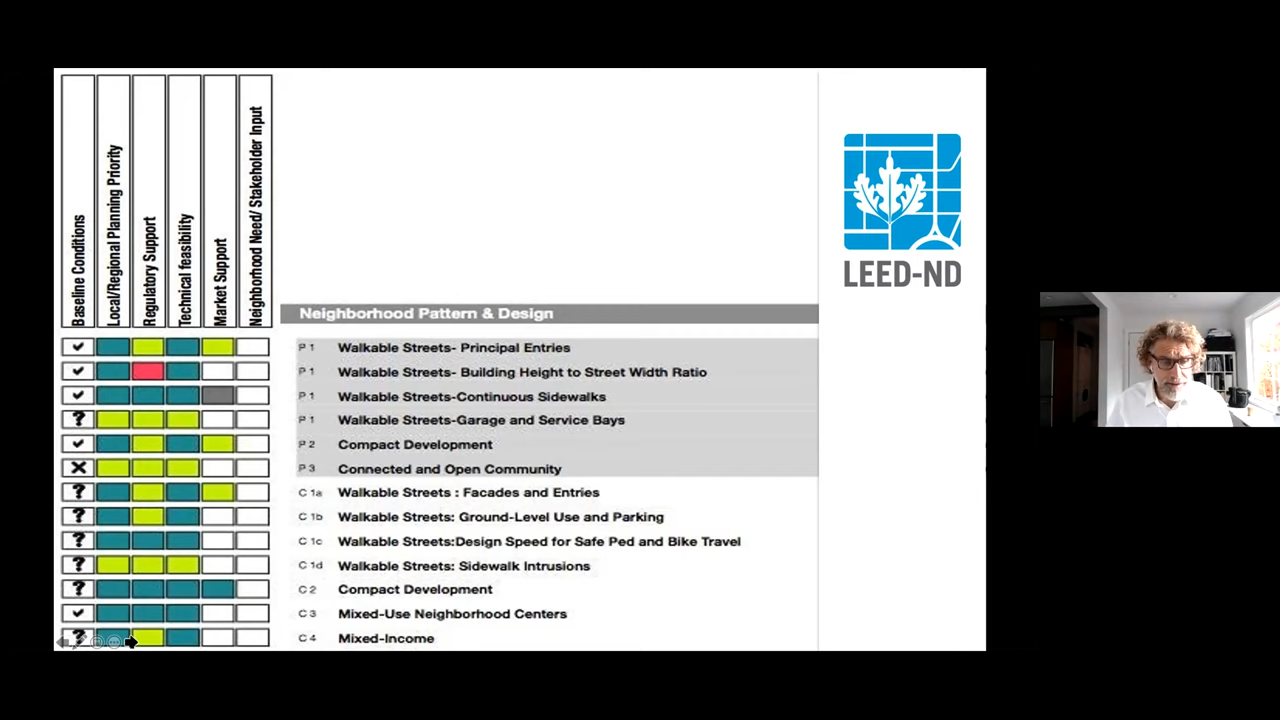 Baseline Conditions
Local/Regional Planning Priority
Regulatory Support
Technical feasibility
Market Support
Neighborhood Need/ Stakeholder Input
LEED-ND
Neighborhood Pattern & Design
P 1 Walkable Streets- Principal Entries
P 1 Walkable Streets- Building Height to Street Width Ratio
P 1 Walkable Streets-Continuous Sidewalks
P 1 Walkable Streets-Garage and Service Bays
P 2 Compact Development
P 3 Connected and Open Community
C 1a Walkable Streets : Facades and Entries
C 1b Walkable Streets: Ground-Level Use and Parking
C 1c Walkable Streets:Design Speed for Safe Ped and Bike Travel
C 1d Walkable Streets: Sidewalk Intrusions
C 2 Compact Development
C 3 Mixed-Use Neighborhood Centers
C 4 Mixed-Income